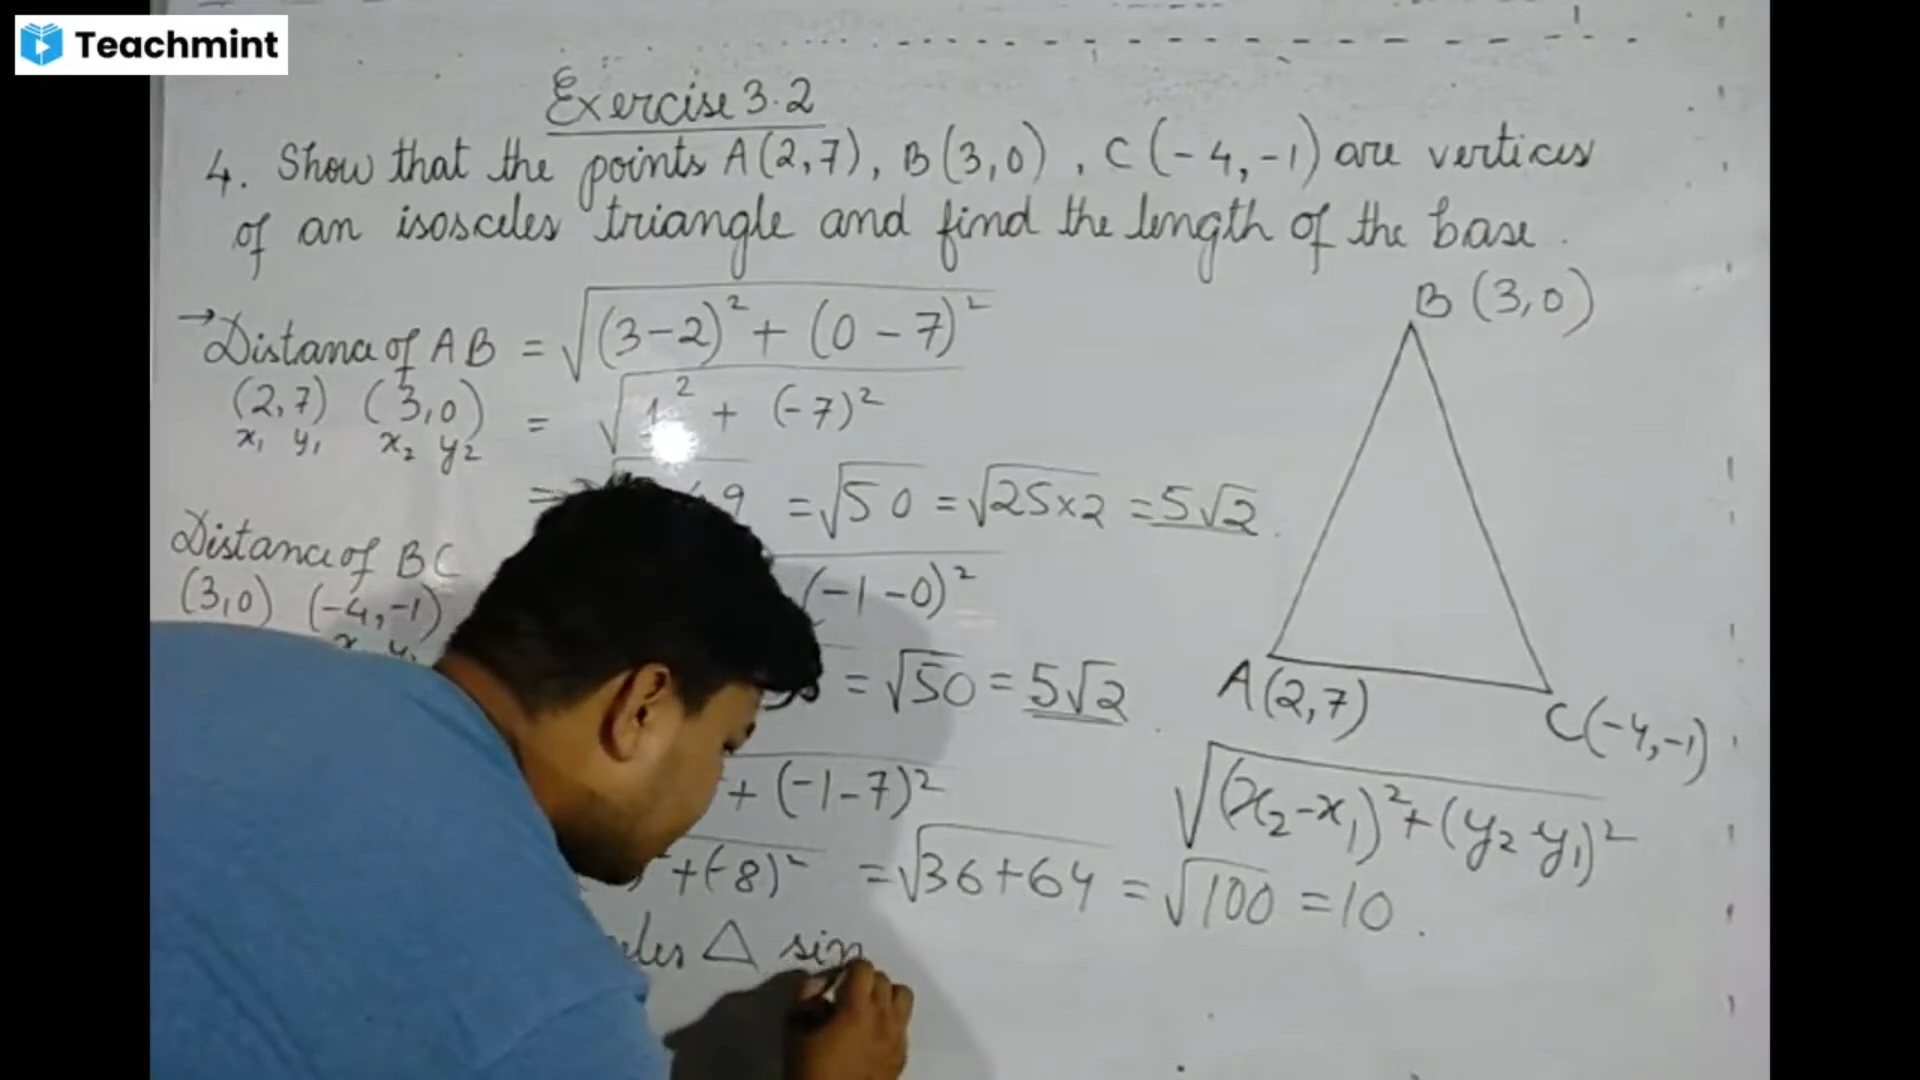 Teachmint
Exercise 3.2
4. Show that the points A(2,7), B(3,0), C(-4,-1) are vertices
of an isosceles triangle and find the length of the base.
B (3,0)
→ Distance of AB = √(3-2)² + (0-7)²
(2,7) (3,0) = √1² + (-7)²
x₁ y₁ x₂ y₂
= 9 = √50 = √25×2 = 5√2
Distance of BC
(-1-0)²
(3,0) (-4,-1)
= √50 = 5√2
A(2,7)
C(-4,-1)
+ (-1-7)²
√(x₂-x₁)²+(y₂-y₁)²
+(-8)² = √36+64 = √100 = 10.
△ sin